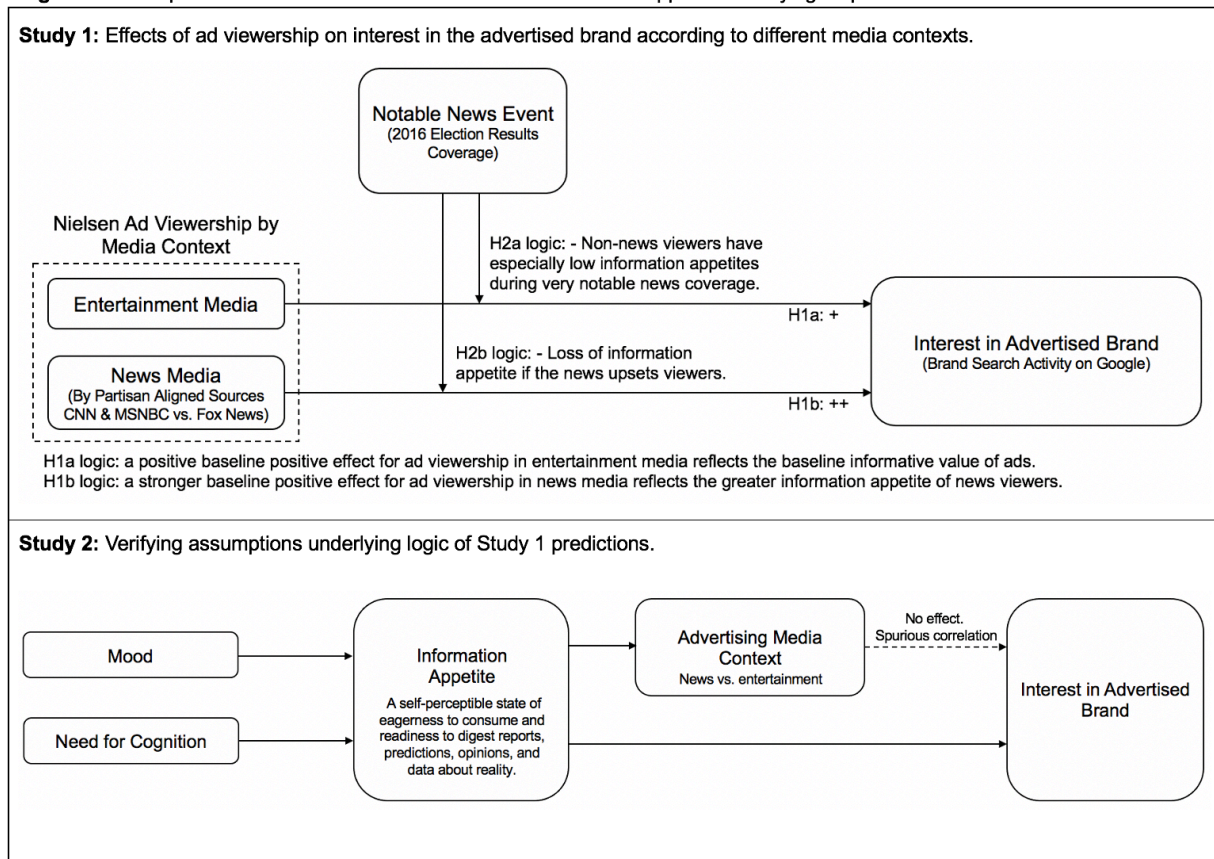 Study 1: Effects of ad viewership on interest in the advertised brand according to different media contexts.
Notable News Event
(2016 Election Results
Coverage)
Nielsen Ad Viewership by
Media Context
H2a logic: - Non-news viewers have
especially low information appetites
during very notable news coverage.
Entertainment Media
H1a: +
Interest in Advertised Brand
(Brand Search Activity on Google)
H2b logic: - Loss of information
appetite if the news upsets viewers.
News Media
(By Partisan Aligned Sources
CNN & MSNBC vs. Fox News)
H1b: ++
H1a logic: a positive baseline positive effect for ad viewership in entertainment media reflects the baseline informative value of ads.
H1b logic: a stronger baseline positive effect for ad viewership in news media reflects the greater information appetite of news viewers.
Study 2: Verifying assumptions underlying logic of Study 1 predictions.
Mood
Need for Cognition
Information
Appetite
A self-perceptible state of
eagerness to consume and
readiness to digest reports,
predictions, opinions, and
data about reality.
Advertising Media
Context
News vs. entertainment
No effect.
Spurious correlation
Interest in Advertised
Brand